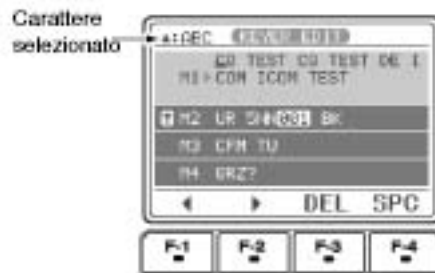 Carattere
selezionato
A:ABC
CQ TEST CQ TEST DE I
M1 COM ICOM TEST
T M2 UR 5NN001 BK
M3 CFM TU
M4 QRZ?
DEL SPC
F-1 F-2 F-3 F-4